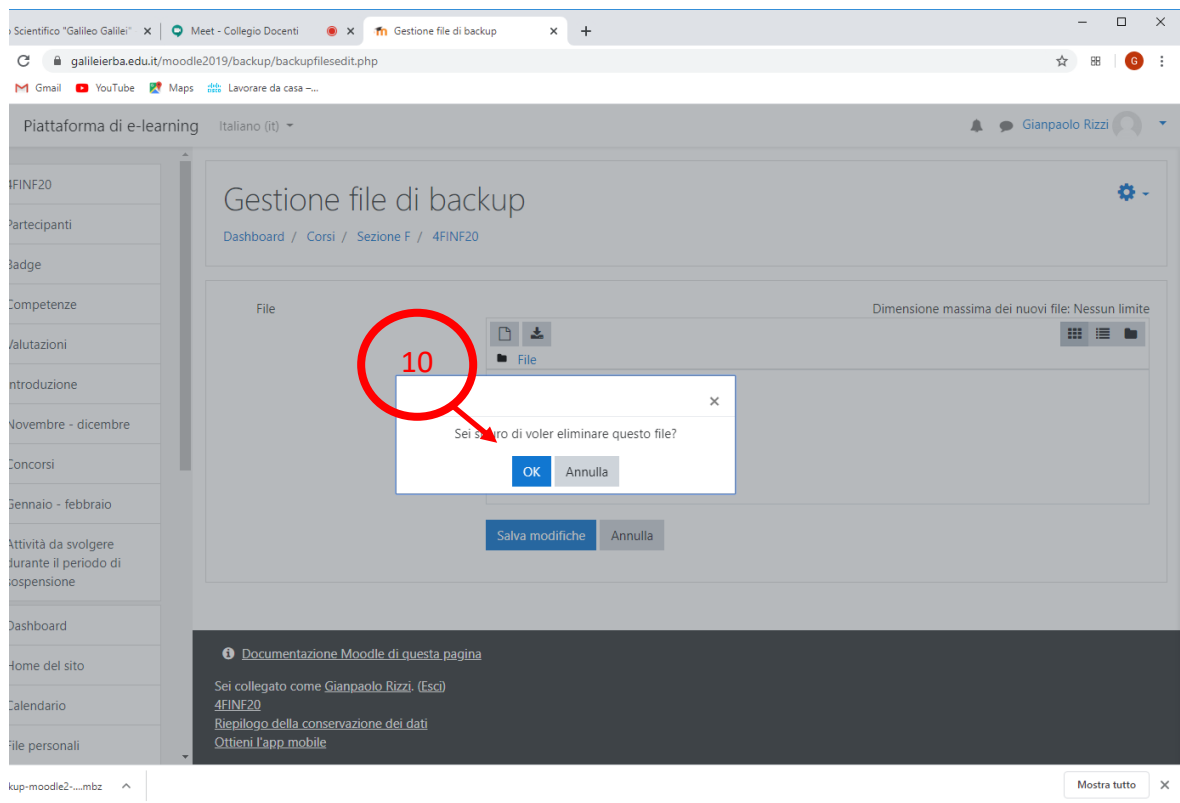 Scientifico "Galileo Galilei"
Meet - Collegio Docenti
Gestione file di backup
galileierba.edu.it/moodle2019/backup/backupfilesedit.php
G
Gmail YouTube Maps Lavorare da casa –...
Piattaforma di e-learning Italiano (it) Gianpaolo Rizzi
4FINF20
Partecipanti
Badge
Competenze
Valutazioni
Introduzione
Novembre - dicembre
Concorsi
Gennaio - febbraio
Attività da svolgere
durante il periodo di
sospensione
Dashboard
Home del sito
Calendario
File personali
Gestione file di backup
Dashboard / Corsi / Sezione F / 4FINF20
File
Dimensione massima dei nuovi file: Nessun limite
File
10
Sei sicuro di voler eliminare questo file?
OK Annulla
Salva modifiche Annulla
Documentazione Moodle di questa pagina
Sei collegato come Gianpaolo Rizzi. (Esci)
4FINF20
Riepilogo della conservazione dei dati
Ottieni l'app mobile
kup-moodle2-....mbz
Mostra tutto